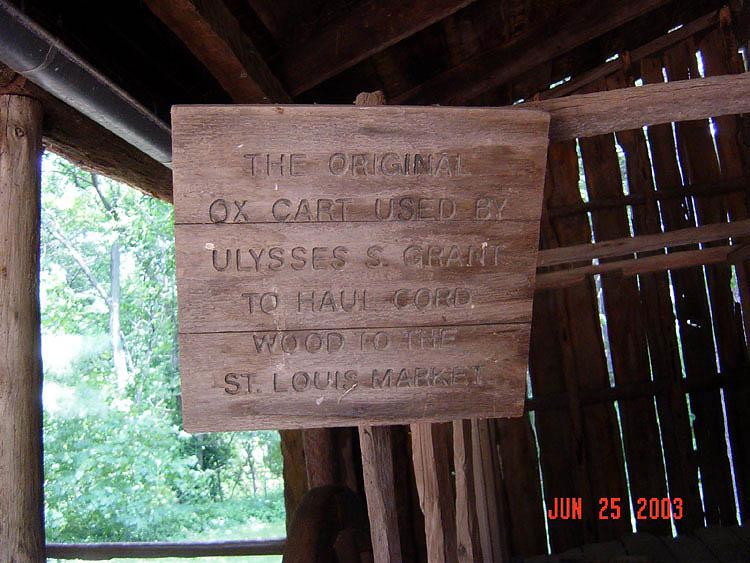 THE ORIGINAL
OX CART USED BY
ULYSSES S. GRANT
TO HAUL CORD
WOOD TO THE
ST. LOUIS MARKET
JUN 25 2003